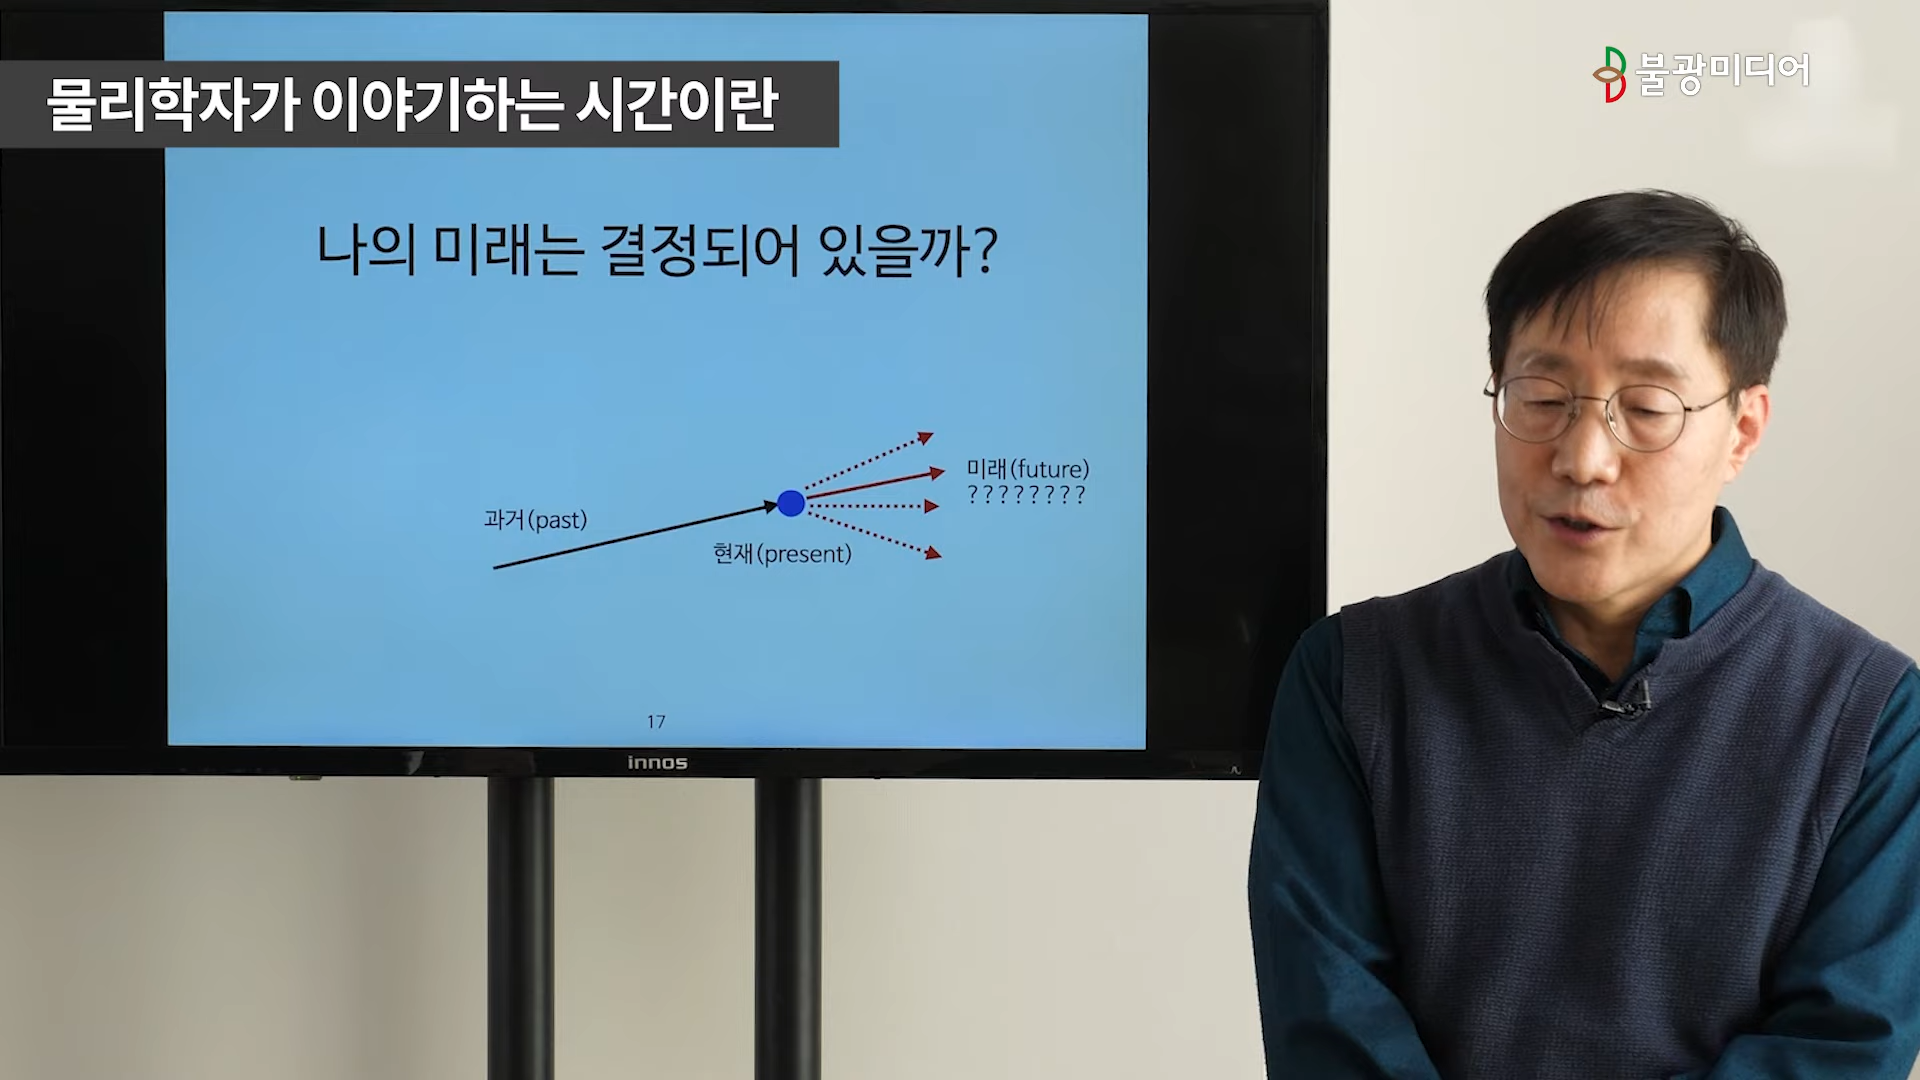 물리학자가 이야기하는 시간이란
불광미디어
나의 미래는 결정되어 있을까?
미래(future)
????????
과거(past)
현재(present)
17
innos